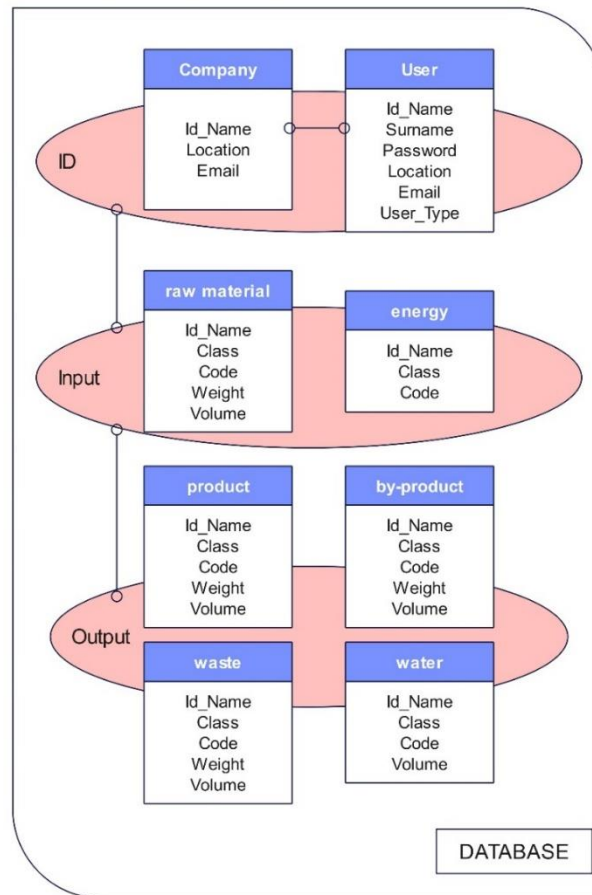 Company
Id_Name
Location
Email
User
Id_Name
Surname
Password
Location
Email
User_Type
ID
raw material
Id_Name
Class
Code
Weight
Volume
energy
Id_Name
Class
Code
Input
product
Id_Name
Class
Code
Weight
Volume
by-product
Id_Name
Class
Code
Weight
Volume
Output
waste
Id_Name
Class
Code
Weight
Volume
water
Id_Name
Class
Code
Volume
DATABASE